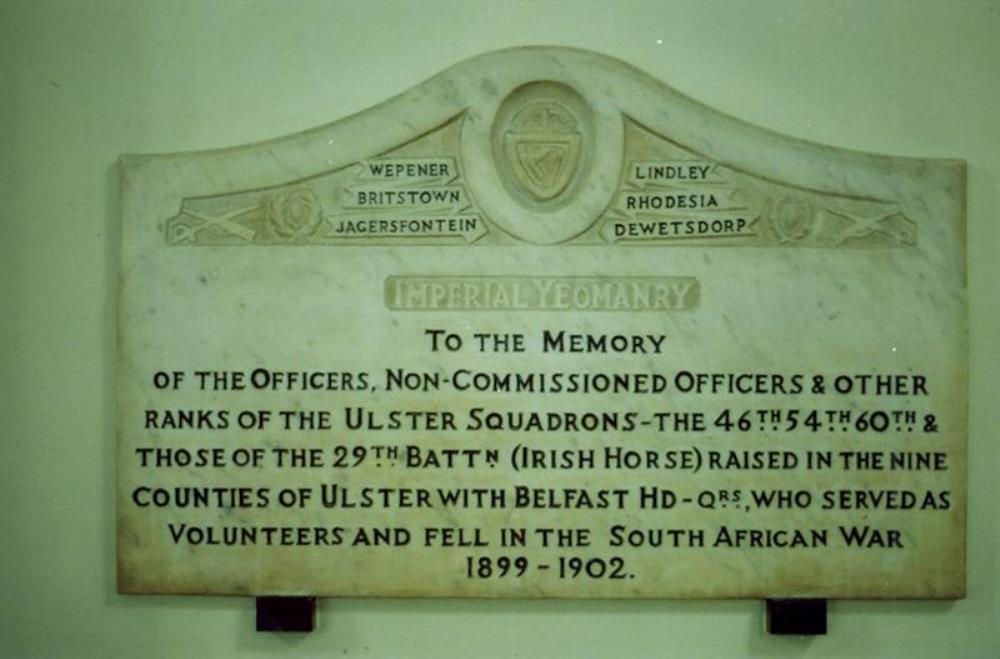 WEPENER
BRITSTOWN
JAGERSFONTEIN
LINDLEY
RHODESIA
DEWETSDORP
IMPERIAL YEOMANRY
TO THE MEMORY
OF THE OFFICERS, NON-COMMISSIONED OFFICERS & OTHER
RANKS OF THE ULSTER SQUADRONS-THE 46TH 54TH 60TH &
THOSE OF THE 29TH BATTN (IRISH HORSE) RAISED IN THE NINE
COUNTIES OF ULSTER WITH BELFAST HD-QRS, WHO SERVED AS
VOLUNTEERS AND FELL IN THE SOUTH AFRICAN WAR
1899-1902.